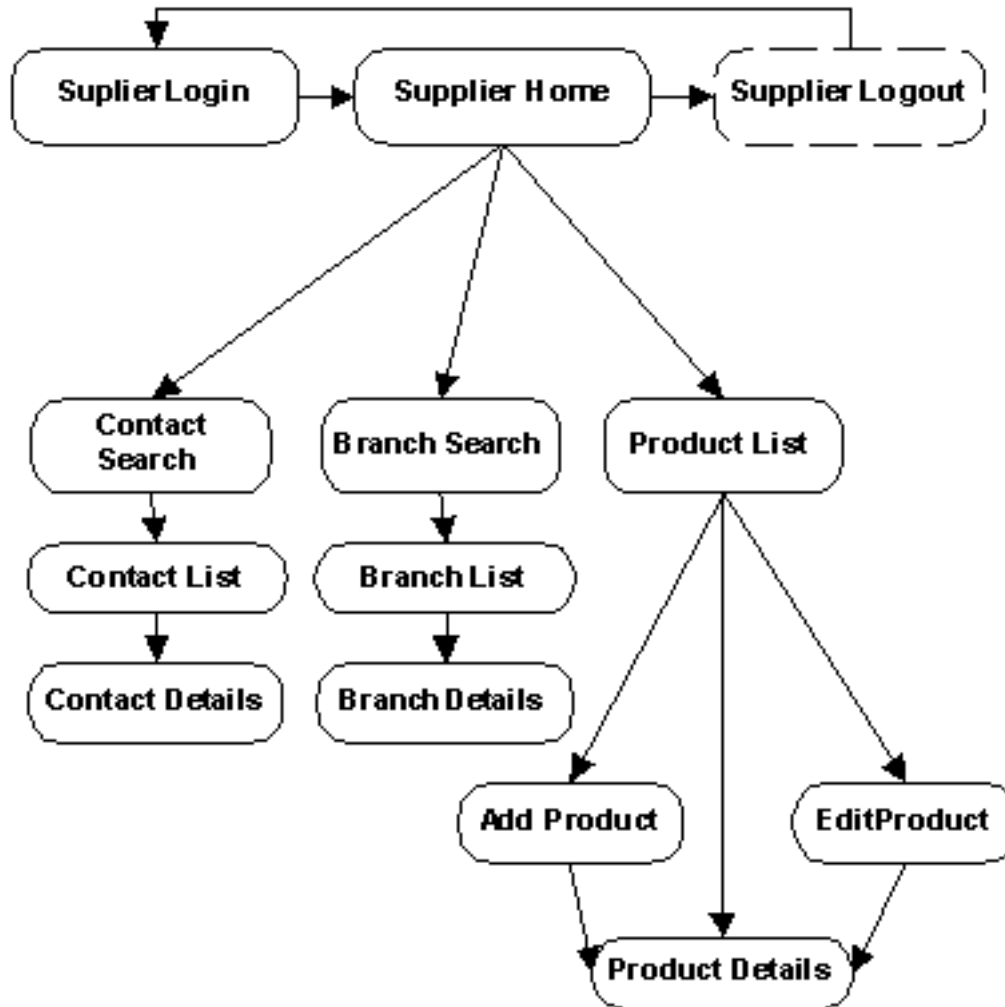 Suplier Login
Supplier Home
Supplier Logout
Contact
Search
Branch Search
Product List
Contact List
Branch List
Contact Details
Branch Details
Add Product
EditProduct
Product Details